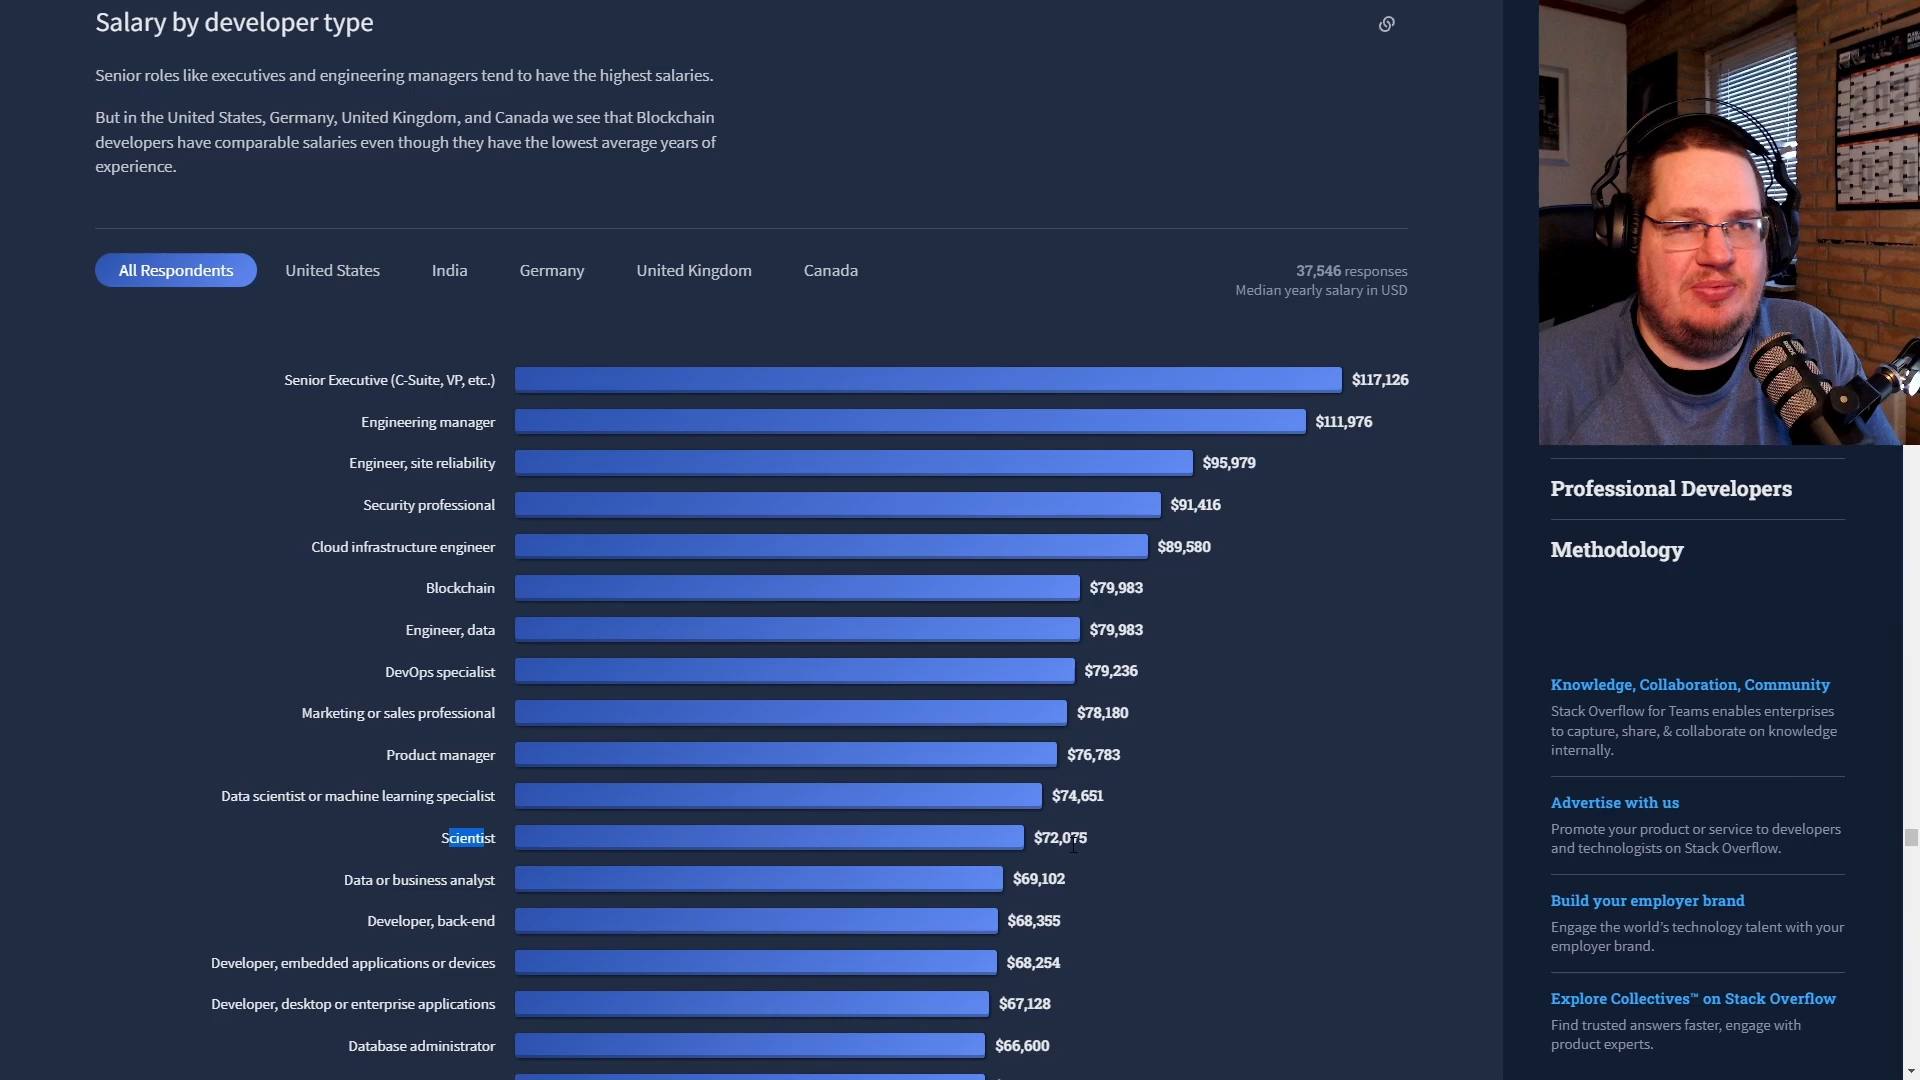 Salary by developer type
Senior roles like executives and engineering managers tend to have the highest salaries.
But in the United States, Germany, United Kingdom, and Canada we see that Blockchain
developers have comparable salaries even though they have the lowest average years of
experience.
All Respondents United States India Germany United Kingdom Canada
37,546 responses
Median yearly salary in USD
Senior Executive (C-Suite, VP, etc.) $117,126
Engineering manager $111,976
Engineer, site reliability $95,979
Security professional $91,416
Cloud infrastructure engineer $89,580
Blockchain $79,983
Engineer, data $79,983
DevOps specialist $79,236
Marketing or sales professional $78,180
Product manager $76,783
Data scientist or machine learning specialist $74,651
Scientist $72,075
Data or business analyst $69,102
Developer, back-end $68,355
Developer, embedded applications or devices $68,254
Developer, desktop or enterprise applications $67,128
Database administrator $66,600
Professional Developers
Methodology
Knowledge, Collaboration, Community
Stack Overflow for Teams enables enterprises
to capture, share, & collaborate on knowledge
internally.
Advertise with us
Promote your product or service to developers
and technologists on Stack Overflow.
Build your employer brand
Engage the world's technology talent with your
employer brand.
Explore Collectives™ on Stack Overflow
Find trusted answers faster, engage with
product experts.